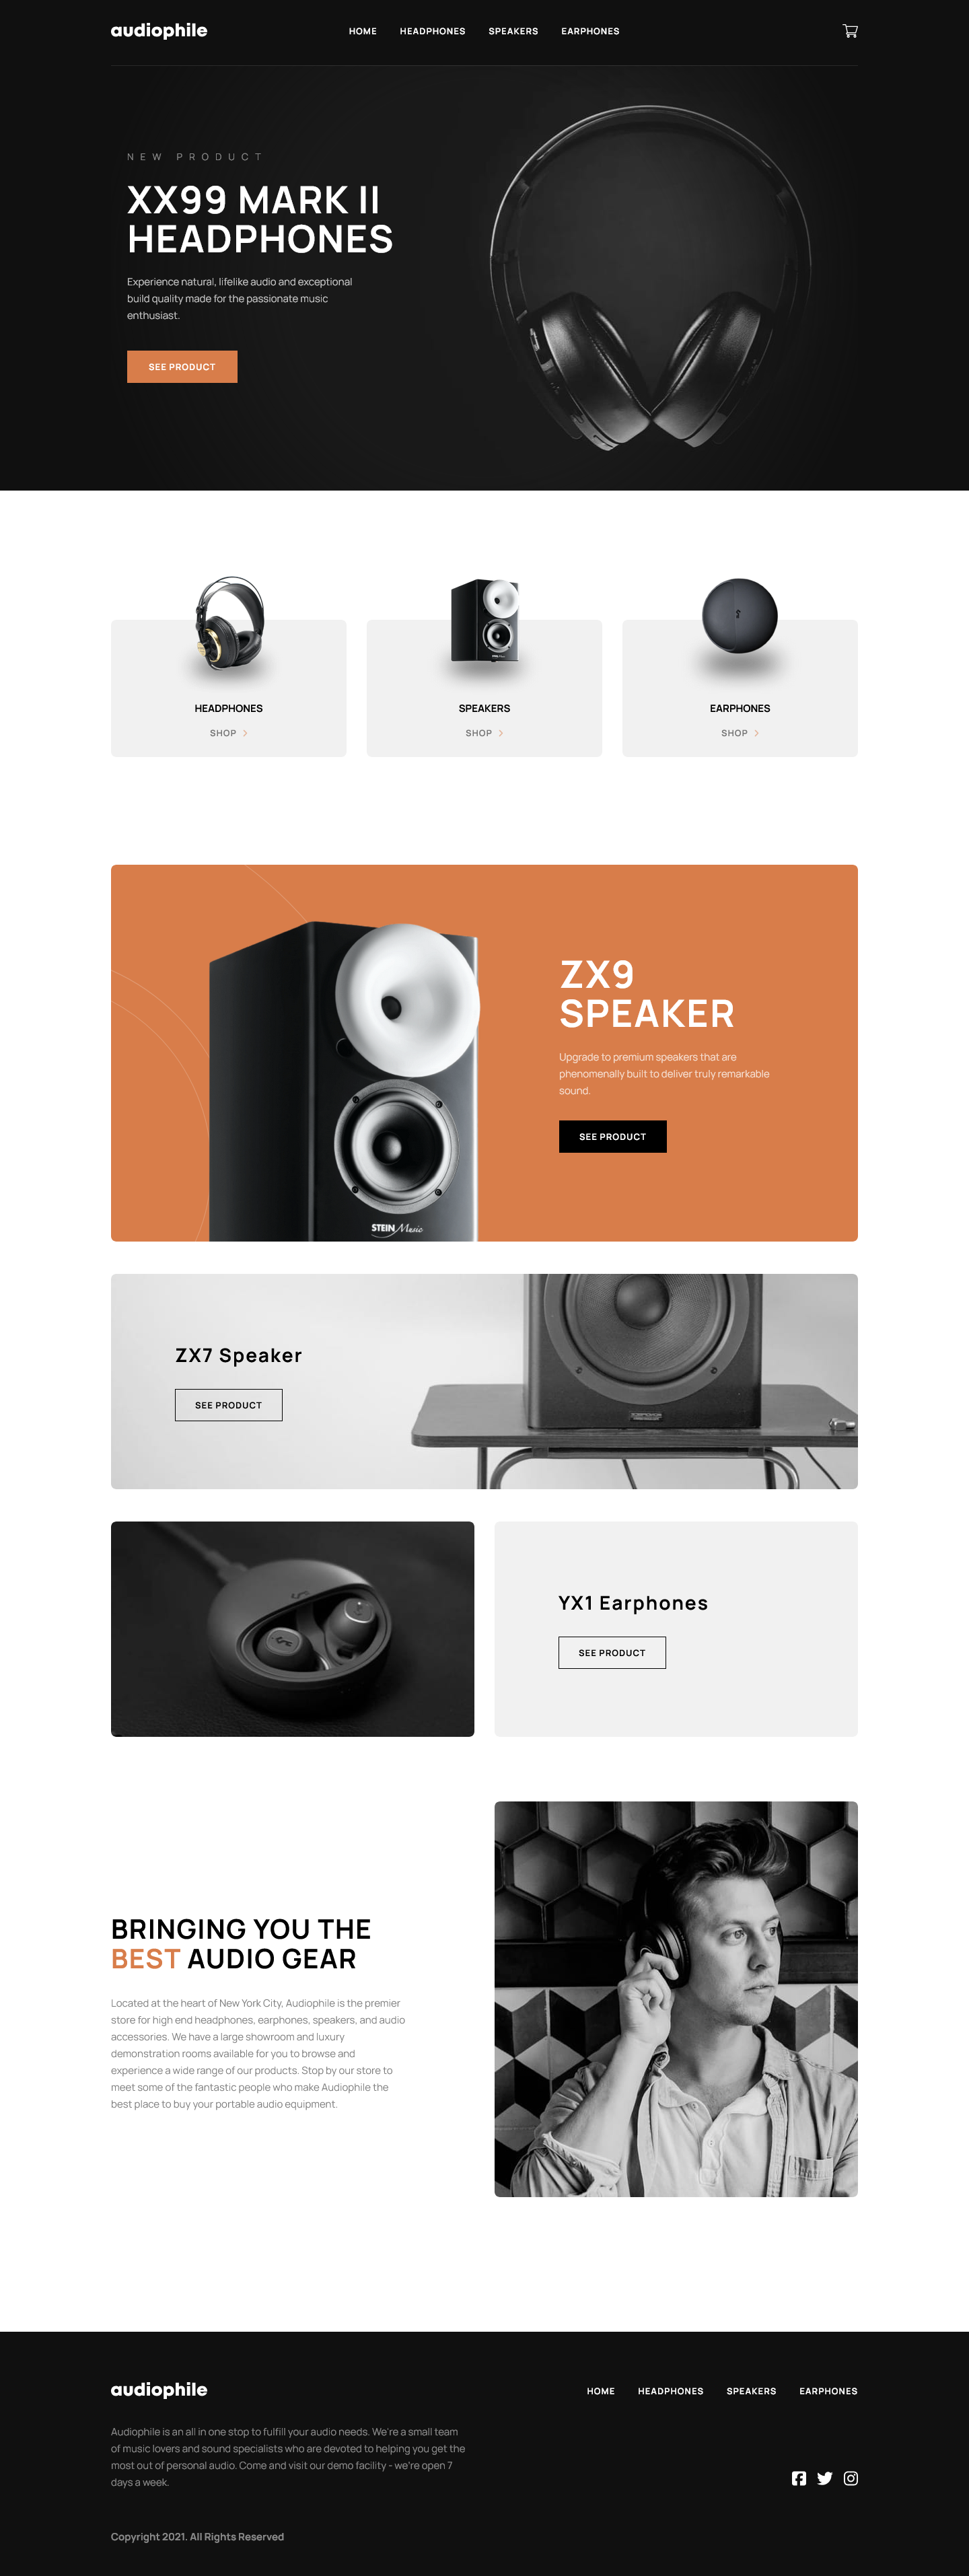 audiophile
HOME HEADPHONES SPEAKERS EARPHONES
NEW PRODUCT
XX99 MARK II
HEADPHONES
Experience natural, lifelike audio and exceptional
build quality made for the passionate music
enthusiast.
SEE PRODUCT
HEADPHONES
SHOP
SPEAKERS
SHOP
EARPHONES
SHOP
ZX9
SPEAKER
Upgrade to premium speakers that are
phenomenally built to deliver truly remarkable
sound.
SEE PRODUCT
STEIN Music
ZX7 Speaker
SEE PRODUCT
YX1 Earphones
SEE PRODUCT
BRINGING YOU THE
BEST AUDIO GEAR
Located at the heart of New York City, Audiophile is the premier
store for high end headphones, earphones, speakers, and audio
accessories. We have a large showroom and luxury
demonstration rooms available for you to browse and
experience a wide range of our products. Stop by our store to
meet some of the fantastic people who make Audiophile the
best place to buy your portable audio equipment.
audiophile
HOME HEADPHONES SPEAKERS EARPHONES
Audiophile is an all in one stop to fulfill your audio needs. We're a small team
of music lovers and sound specialists who are devoted to helping you get the
most out of personal audio. Come and visit our demo facility - we're open 7
days a week.
Copyright 2021. All Rights Reserved